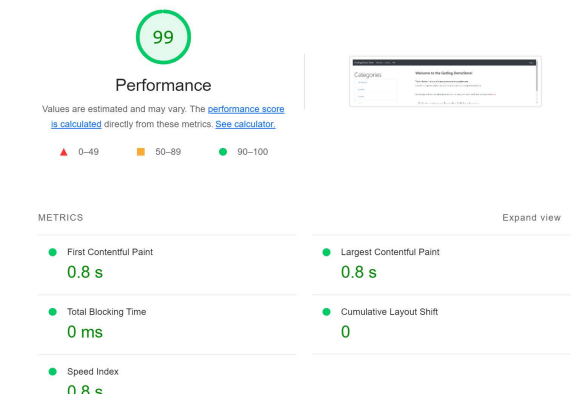 99
Performance
Values are estimated and may vary. The performance score
is calculated directly from these metrics. See calculator.
0–49
50–89
90–100
Categories
Welcome to the
METRICS
Expand view
First Contentful Paint
0.8 s
Largest Contentful Paint
0.8 s
Total Blocking Time
0 ms
Cumulative Layout Shift
0
Speed Index
0.8 s